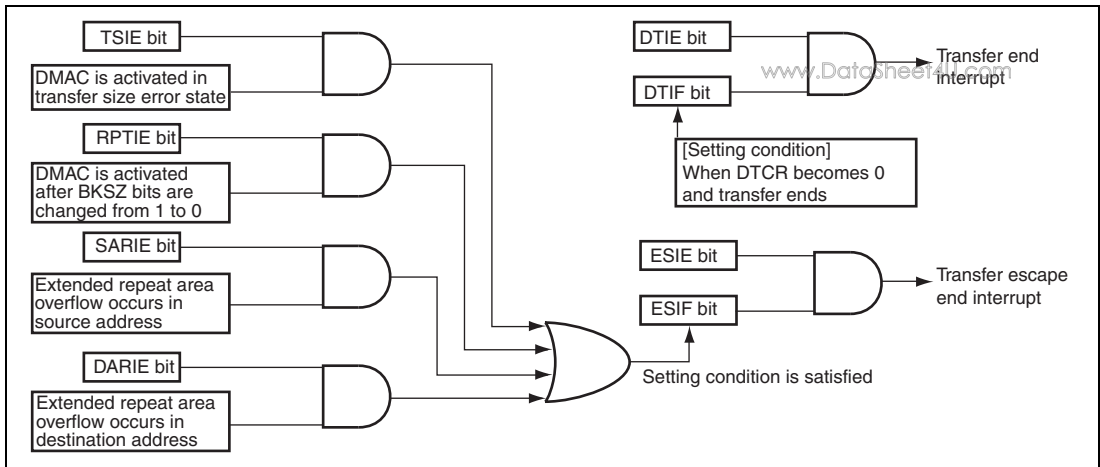 TSIE bit
DMAC is activated in
transfer size error state
RPTIE bit
DMAC is activated
after BKSZ bits are
changed from 1 to 0
SARIE bit
Extended repeat area
overflow occurs in
source address
DARIE bit
Extended repeat area
overflow occurs in
destination address
DTIE bit
DTIF bit
www.DataSheet4U.com
Transfer end
interrupt
[Setting condition]
When DTCR becomes 0
and transfer ends
ESIE bit
ESIF bit
Transfer escape
end interrupt
Setting condition is satisfied